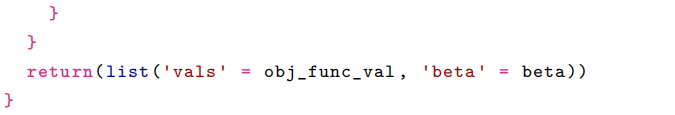 }
}
return(list('vals' = obj_func_val, 'beta' = beta))
}